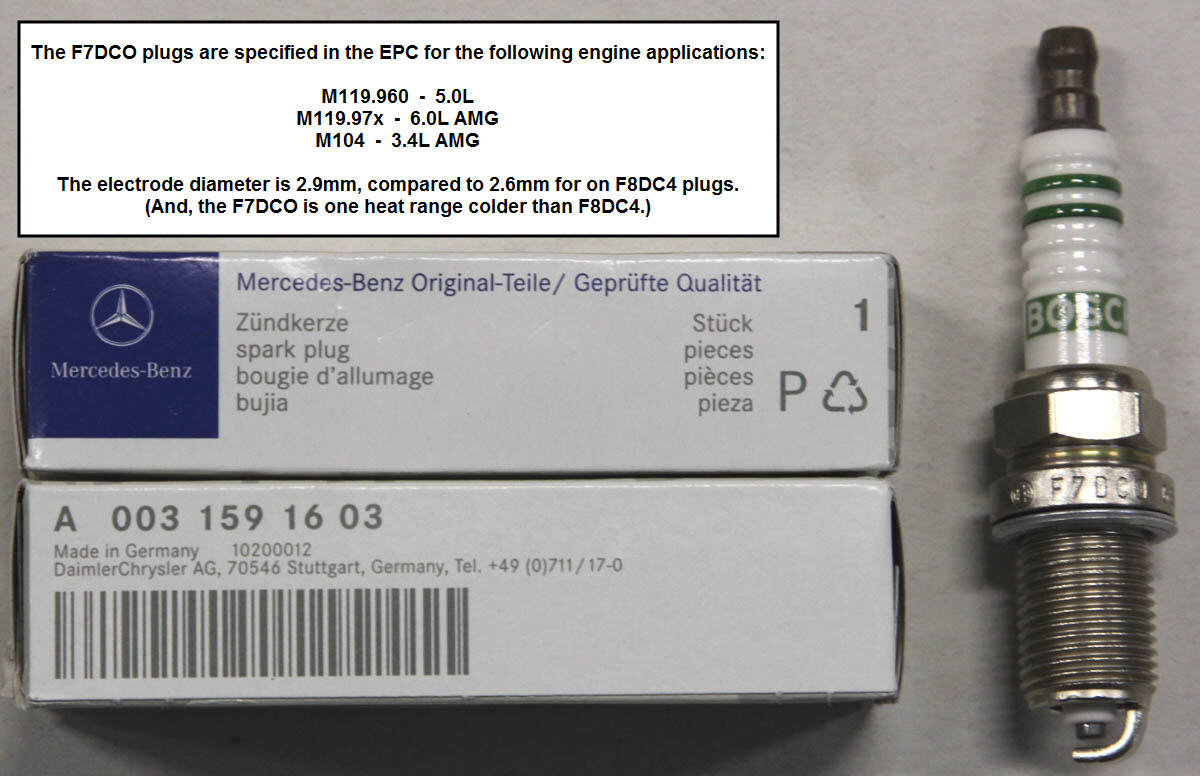 The F7DCO plugs are specified in the EPC for the following engine applications:
M119.960 - 5.0L
M119.97x - 6.0L AMG
M104 - 3.4L AMG
The electrode diameter is 2.9mm, compared to 2.6mm for on F8DC4 plugs.
(And, the F7DCO is one heat range colder than F8DC4.)
Mercedes-Benz Original-Teile/ Geprüfte Qualität
Zündkerze
spark plug
bougie d'allumage
bujia
Stück
pieces
pièces
pieza
1
P
Mercedes-Benz
A 003 159 16 03
Made in Germany 10200012
DaimlerChrysler AG, 70546 Stuttgart, Germany, Tel. +49 (0)711/17-0
BOSCH
F7DCO